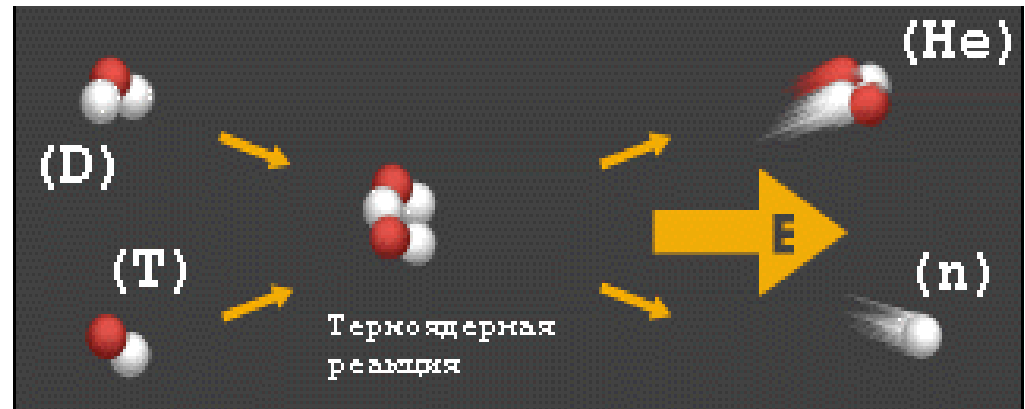 (He)
(D)
E
(T)
(n)
Термоядерная
реакция